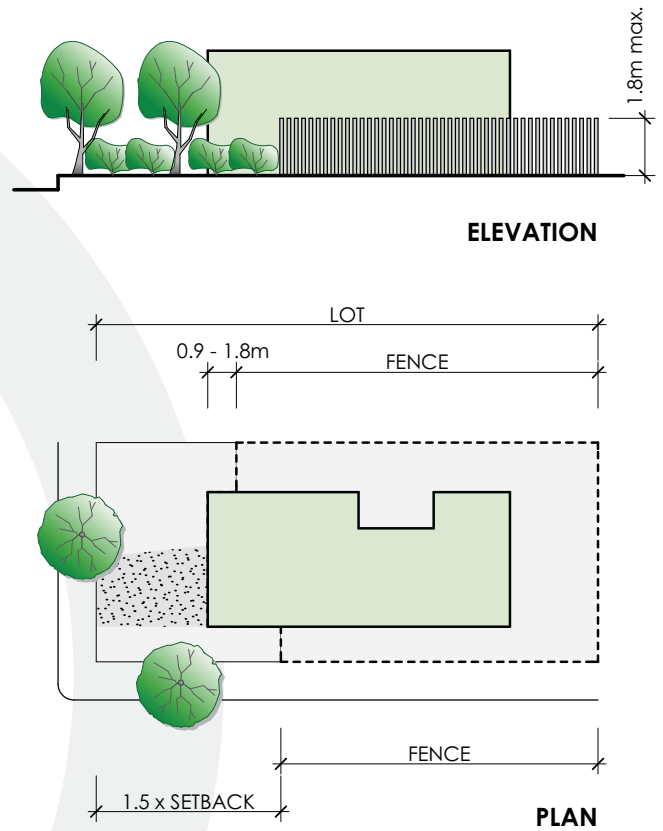 1.8m max.
ELEVATION
LOT
0.9 - 1.8m
FENCE
FENCE
1.5 x SETBACK
PLAN